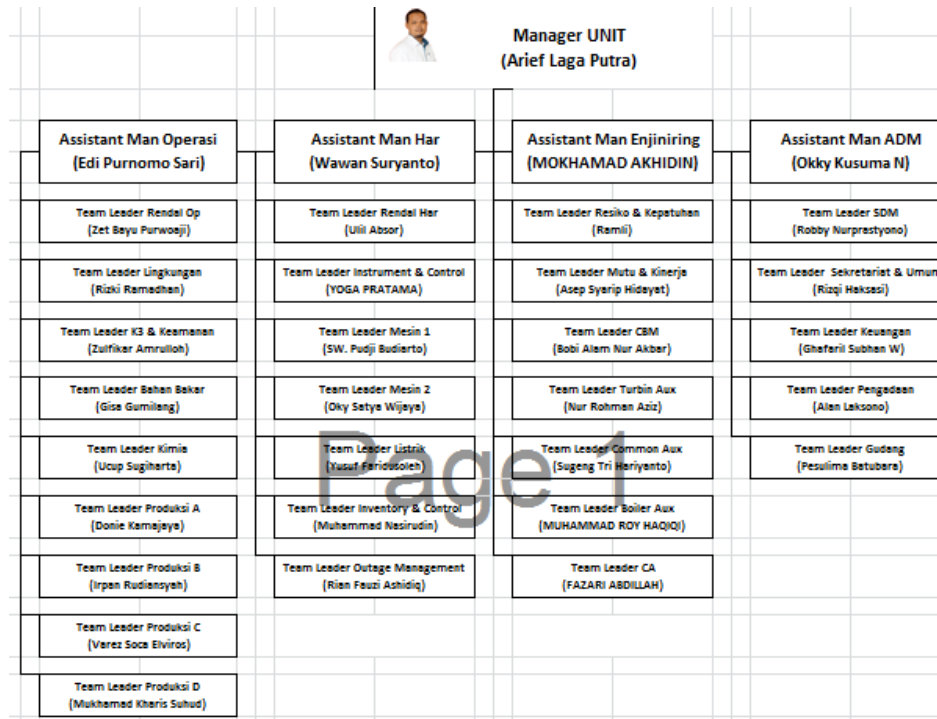 Manager UNIT
(Arief Laga Putra)
Assistant Man Operasi
(Edi Purnomo Sari)
Team Leader Rendal Op
(Zet Bayu Purwoaji)
Team Leader Lingkungan
(Rizki Ramadhan)
Team Leader K3 & Keamanan
(Zulfikar Amrulloh)
Team Leader Bahan Bakar
(Gisa Gumilang)
Team Leader Kimia
(Ucup Sugiharta)
Team Leader Produksi A
(Donie Kamajaya)
Team Leader Produksi B
(Irpan Rudiansyah)
Team Leader Produksi C
(Varez Soca Elviros)
Team Leader Produksi D
(Mukhamad Kharis Suhud)
Assistant Man Har
(Wawan Suryanto)
Team Leader Rendal Har
(Ulil Absor)
Team Leader Instrument & Control
(YOGA PRATAMA)
Team Leader Mesin 1
(SW. Pudji Budiarto)
Team Leader Mesin 2
(Oky Satya Wijaya)
Team Leader Listrik
(Yusuf Faridusoleh)
Team Leader Inventory & Control
(Muhammad Nasirudin)
Team Leader Outage Management
(Rian Fauzi Ashidiq)
Assistant Man Enjiniring
(MOKHAMAD AKHIDIN)
Team Leader Resiko & Kepatuhan
(Ramli)
Team Leader Mutu & Kinerja
(Asep Syarip Hidayat)
Team Leader CBM
(Bobi Alam Nur Akbar)
Team Leader Turbin Aux
(Nur Rohman Aziz)
Team Leader Common Aux
(Sugeng Tri Hariyanto)
Team Leader Boiler Aux
(MUHAMMAD ROY HAQIQI)
Team Leader CA
(FAZARI ABDILLAH)
Assistant Man ADM
(Okky Kusuma N)
Team Leader SDM
(Robby Nurprastyono)
Team Leader Sekretariat & Umum
(Rizqi Haksasi)
Team Leader Keuangan
(Ghafaril Subhan W)
Team Leader Pengadaan
(Alan Laksono)
Team Leader Gudang
(Pesulima Batubara)
Page 1